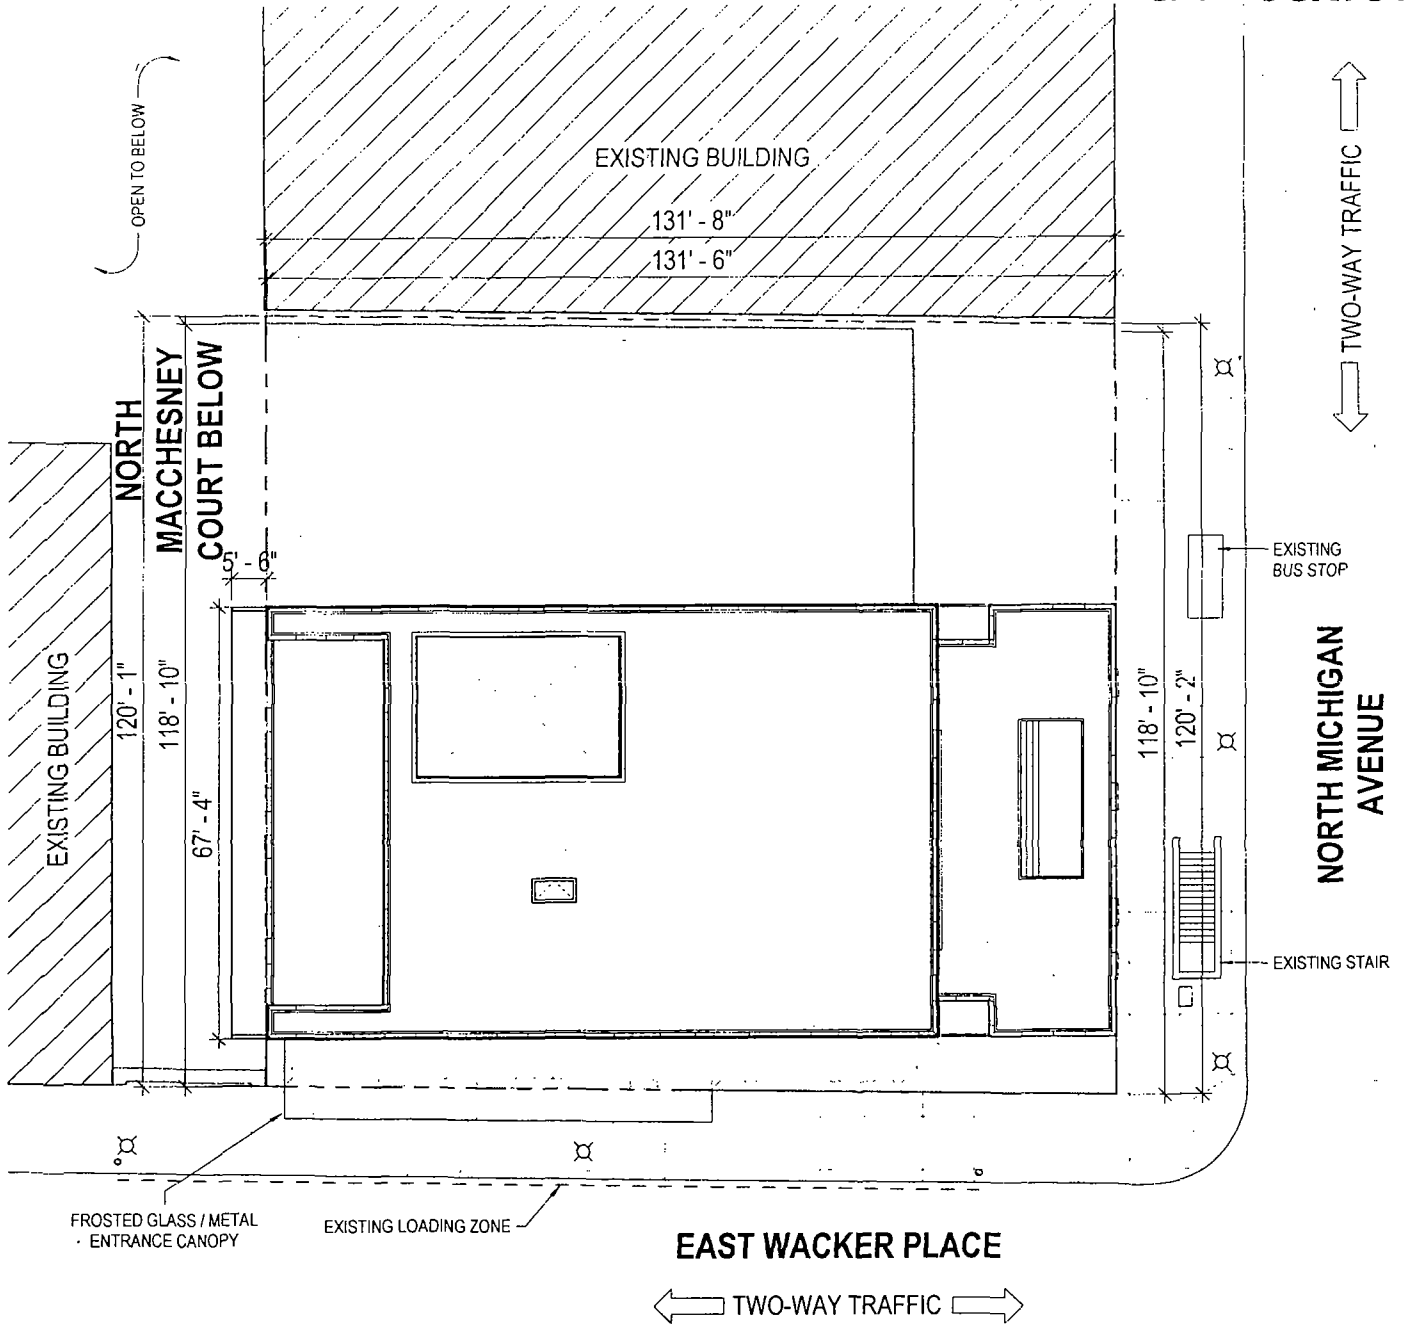 OPEN TO BELOW
EXISTING BUILDING
131' - 8"
131' - 6"
TWO-WAY TRAFFIC
NORTH
MACCHESNEY
COURT BELOW
5' - 6"
EXISTING
BUS STOP
EXISTING BUILDING
120' - 1"
118' - 10"
67' - 4"
118' - 10"
120' - 2"
NORTH MICHIGAN
AVENUE
EXISTING STAIR
FROSTED GLASS / METAL
ENTRANCE CANOPY
EXISTING LOADING ZONE
EAST WACKER PLACE
TWO-WAY TRAFFIC